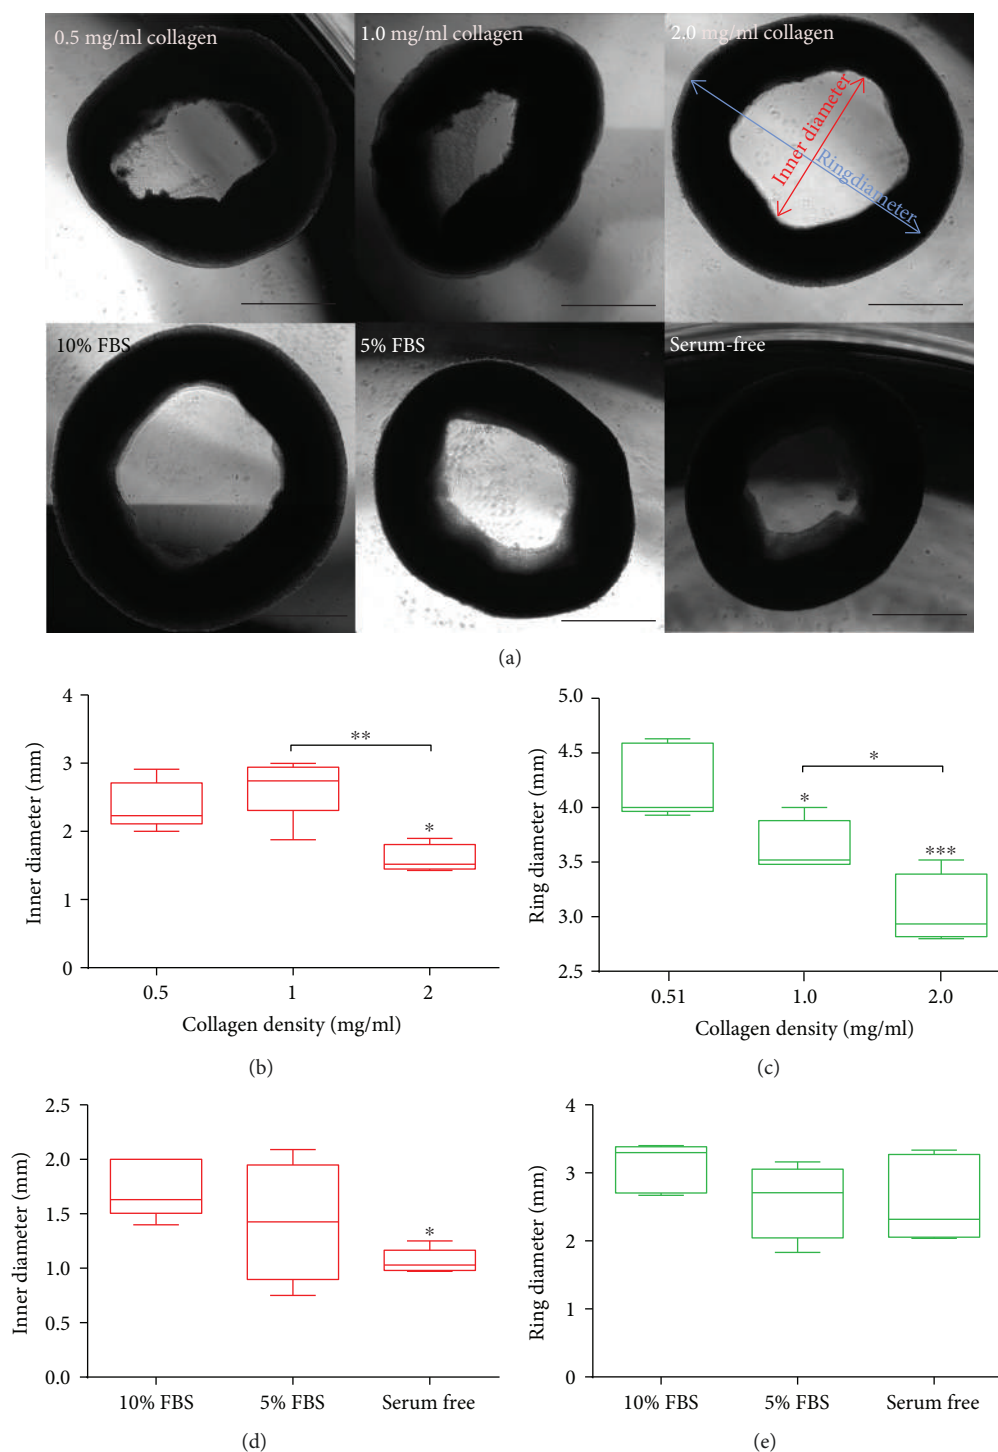 0.5 mg/ml collagen
1.0 mg/ml collagen
2.0 mg/ml collagen
Inner diameter
Ringdiameter
10% FBS
5% FBS
Serum-free
(a)
4
3
2
1
0
Inner diameter (mm)
**
*
0.5
1
2
Collagen density (mg/ml)
(b)
5.0
4.5
4.0
3.5
3.0
2.5
Ring diameter (mm)
*
*
***
0.51
1.0
2.0
Collagen density (mg/ml)
(c)
2.5
2.0
1.5
1.0
0.5
0.0
Inner diameter (mm)
*
10% FBS
5% FBS
Serum free
(d)
4
3
2
1
0
Ring diameter (mm)
10% FBS
5% FBS
Serum free
(e)